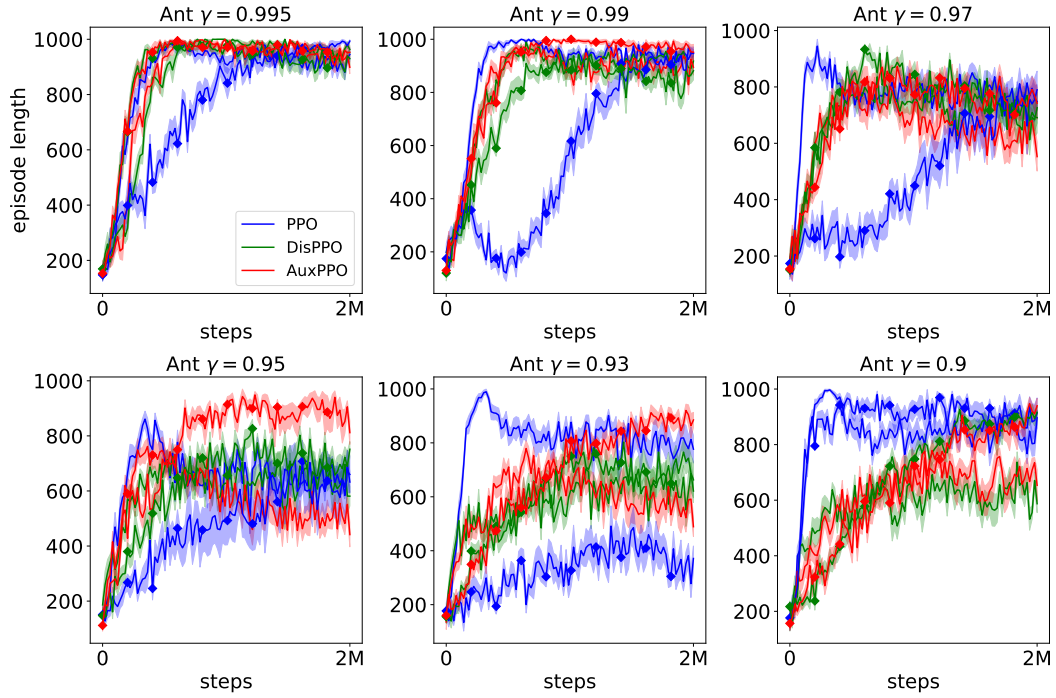 Ant γ = 0.995
Ant γ = 0.99
Ant γ = 0.97
1000
800
600
400
200
episode length
PPO
DisPPO
AuxPPO
0
2M
steps
1000
800
600
400
200
0
2M
steps
1000
800
600
400
200
0
2M
steps
Ant γ = 0.95
Ant γ = 0.93
Ant γ = 0.9
1000
800
600
400
200
episode length
0
2M
steps
1000
800
600
400
200
0
2M
steps
1000
800
600
400
200
0
2M
steps